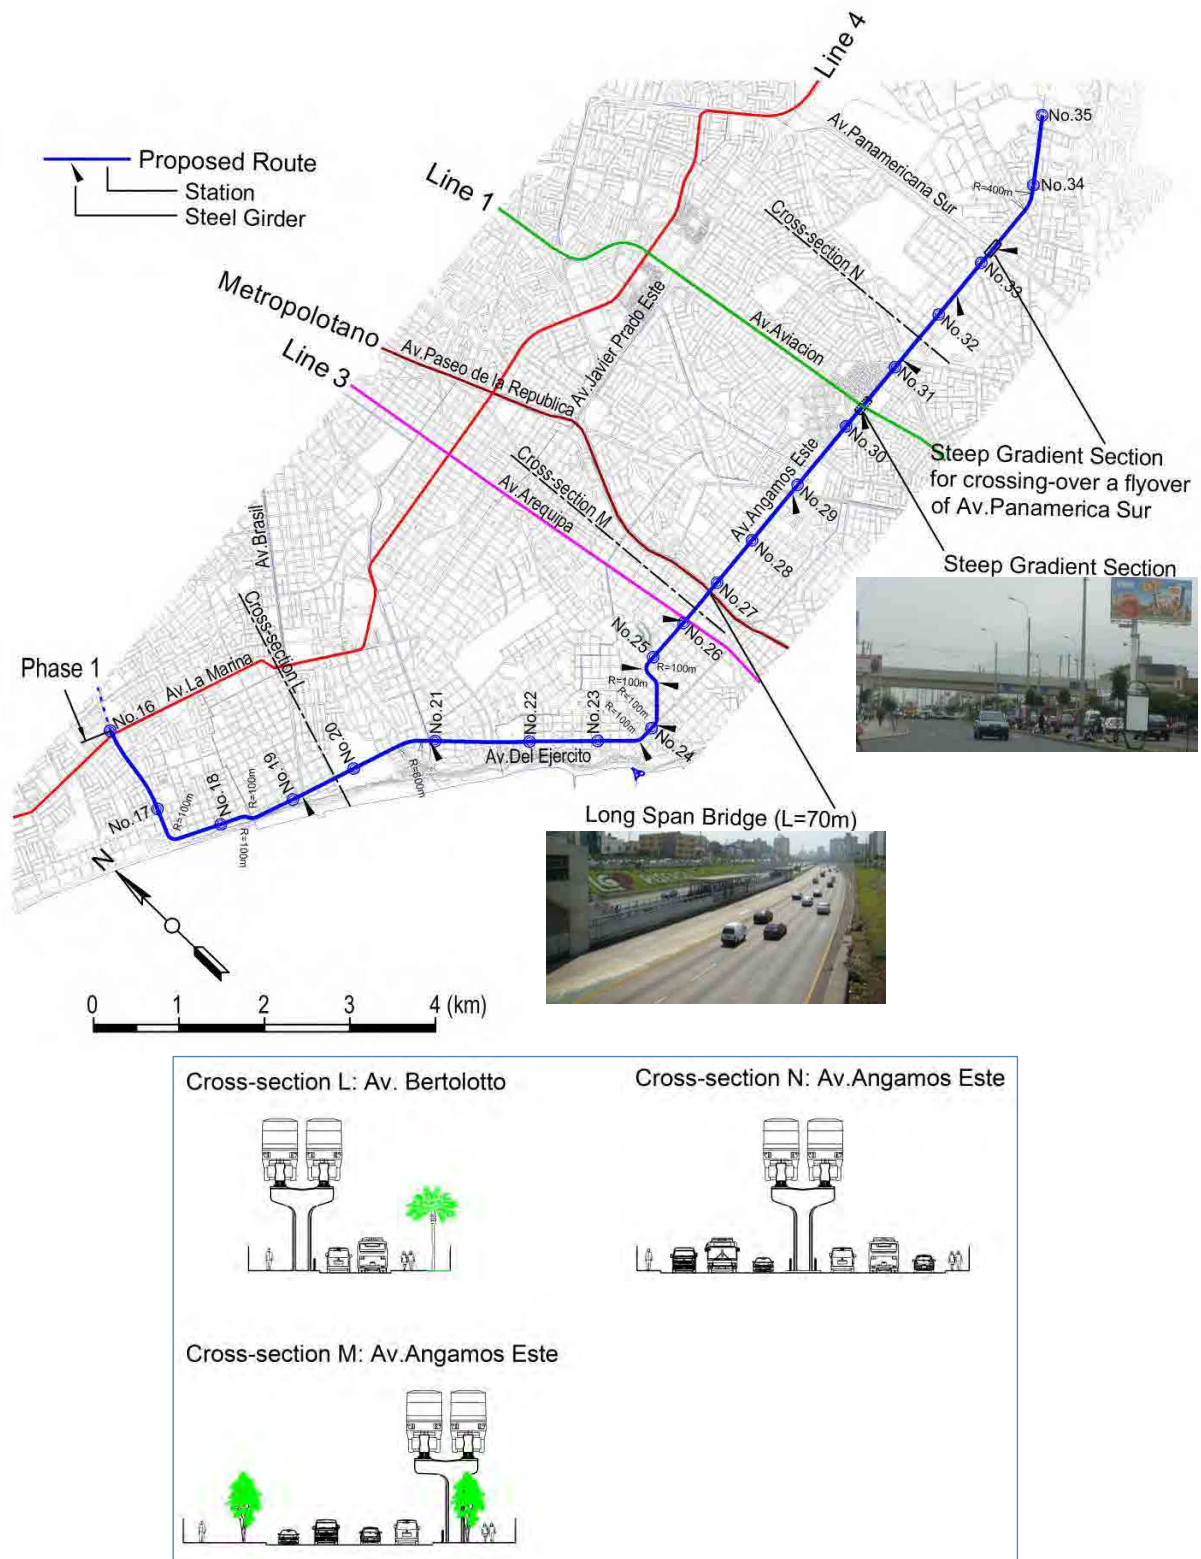 Line 4
No.35
Av.Panamericana Sur
Proposed Route
Station
Steel Girder
R=400m
No.34
Line 1
Cross-section N
No.33
Metropolotano
Av.Javier Prado Este
No.32
Av.Aviacion
Av.Paseo de la Republica
Line 3
No.31
No.30
Steep Gradient Section
for crossing-over a flyover
of Av.Panamerica Sur
Cross-section M
Av.Angamos Este
No.29
Av.Arequipa
Av.Brasil
No.28
Steep Gradient Section
No.27
Cross-section L
No.26
No.25
Phase 1
Av.La Marina
R=100m
R=100m
No.16
No.21
No.22
No.23
R=100m
R=100m
No.24
No.20
Av.Del Ejercito
No.19
R=600m
No.18
R=100m
No.17
R=100m
R=100m
Long Span Bridge (L=70m)
N
0 1 2 3 4 (km)
Cross-section L: Av. Bertolotto
Cross-section N: Av.Angamos Este
Cross-section M: Av.Angamos Este